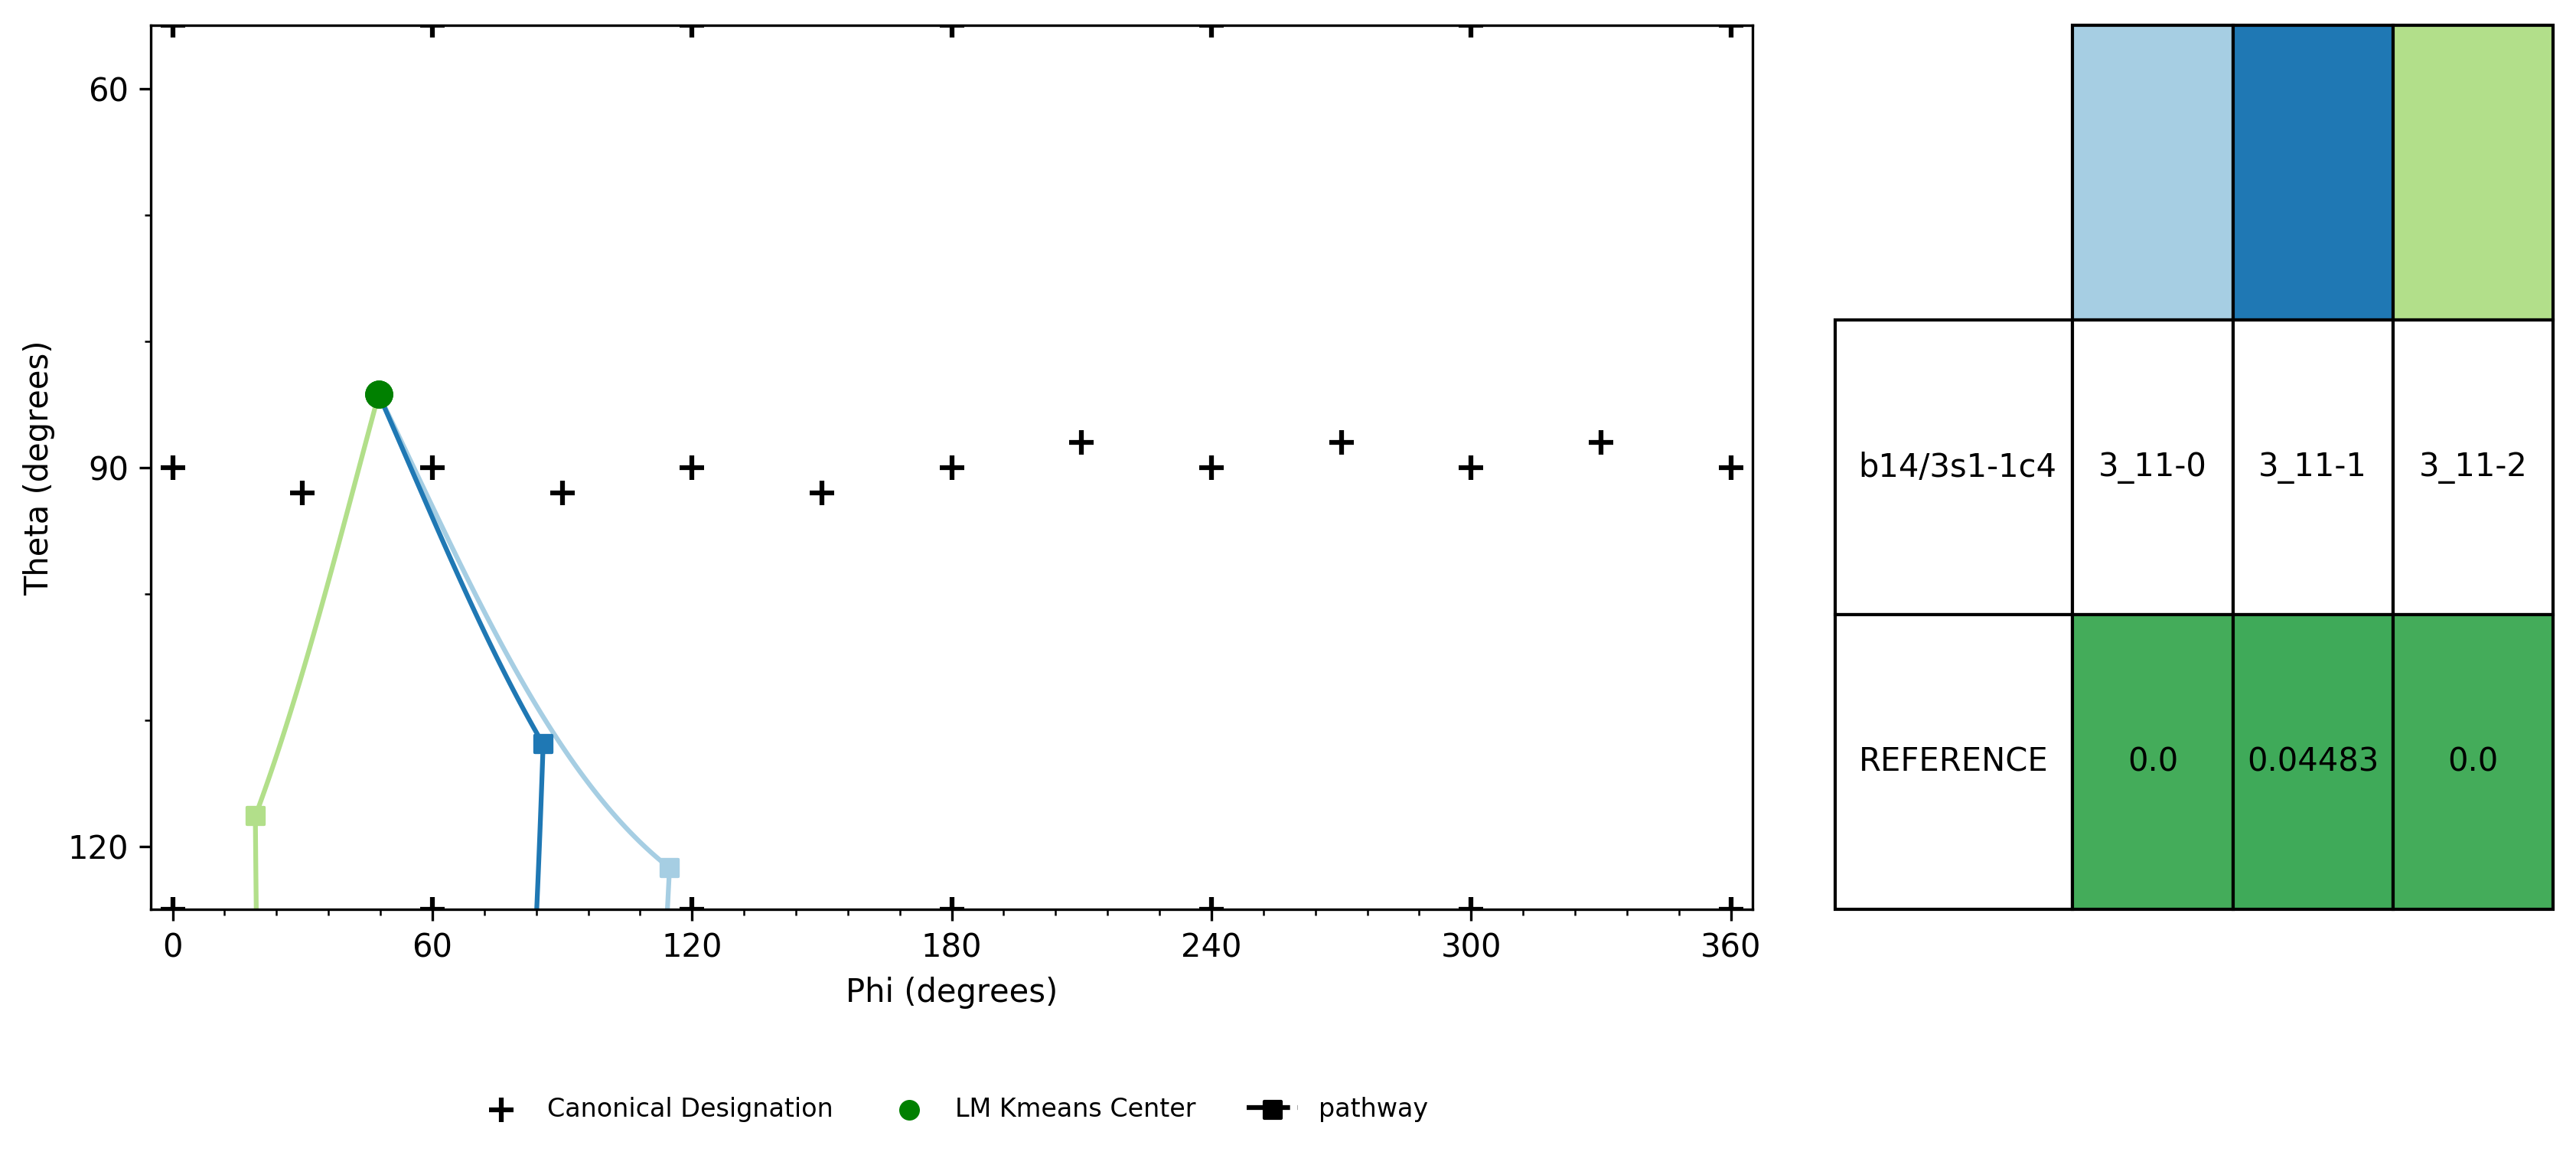 60
90
120
Theta (degrees)
0 60 120 180 240 300 360
Phi (degrees)
Canonical Designation LM Kmeans Center pathway
b14/3s1-1c4 3_11-0 3_11-1 3_11-2
REFERENCE 0.0 0.04483 0.0